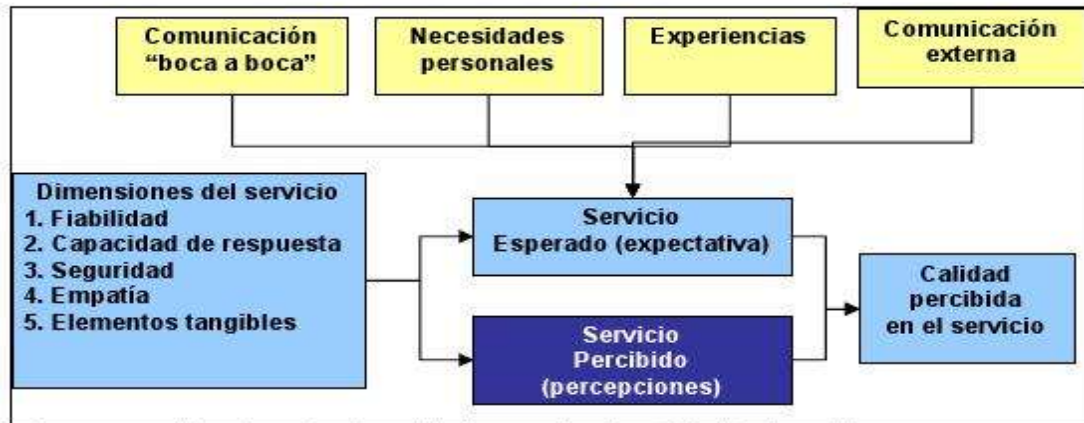 Comunicación
“boca a boca”
Necesidades
personales
Experiencias
Comunicación
externa
Dimensiones del servicio
1. Fiabilidad
2. Capacidad de respuesta
3. Seguridad
4. Empatía
5. Elementos tangibles
Servicio
Esperado (expectativa)
Servicio
Percibido
(percepciones)
Calidad
percibida
en el servicio